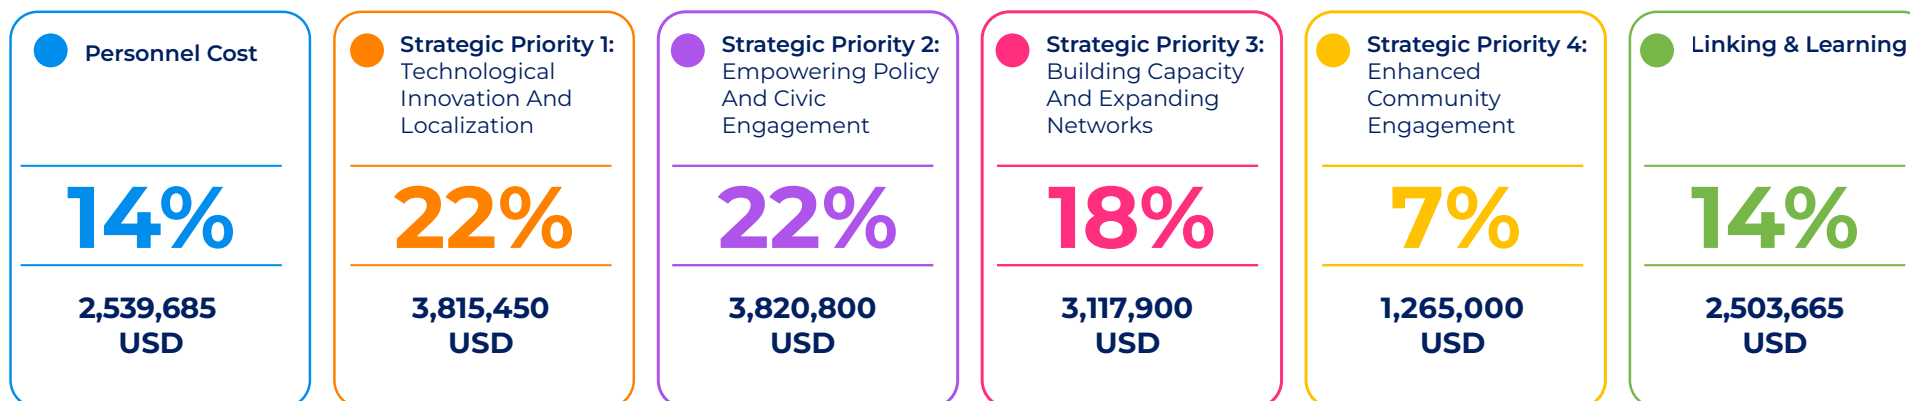 Personnel Cost
14%
2,539,685
USD
Strategic Priority 1:
Technological
Innovation And
Localization
22%
3,815,450
USD
Strategic Priority 2:
Empowering Policy
And Civic
Engagement
22%
3,820,800
USD
Strategic Priority 3:
Building Capacity
And Expanding
Networks
18%
3,117,900
USD
Strategic Priority 4:
Enhanced
Community
Engagement
7%
1,265,000
USD
Linking & Learning
14%
2,503,665
USD